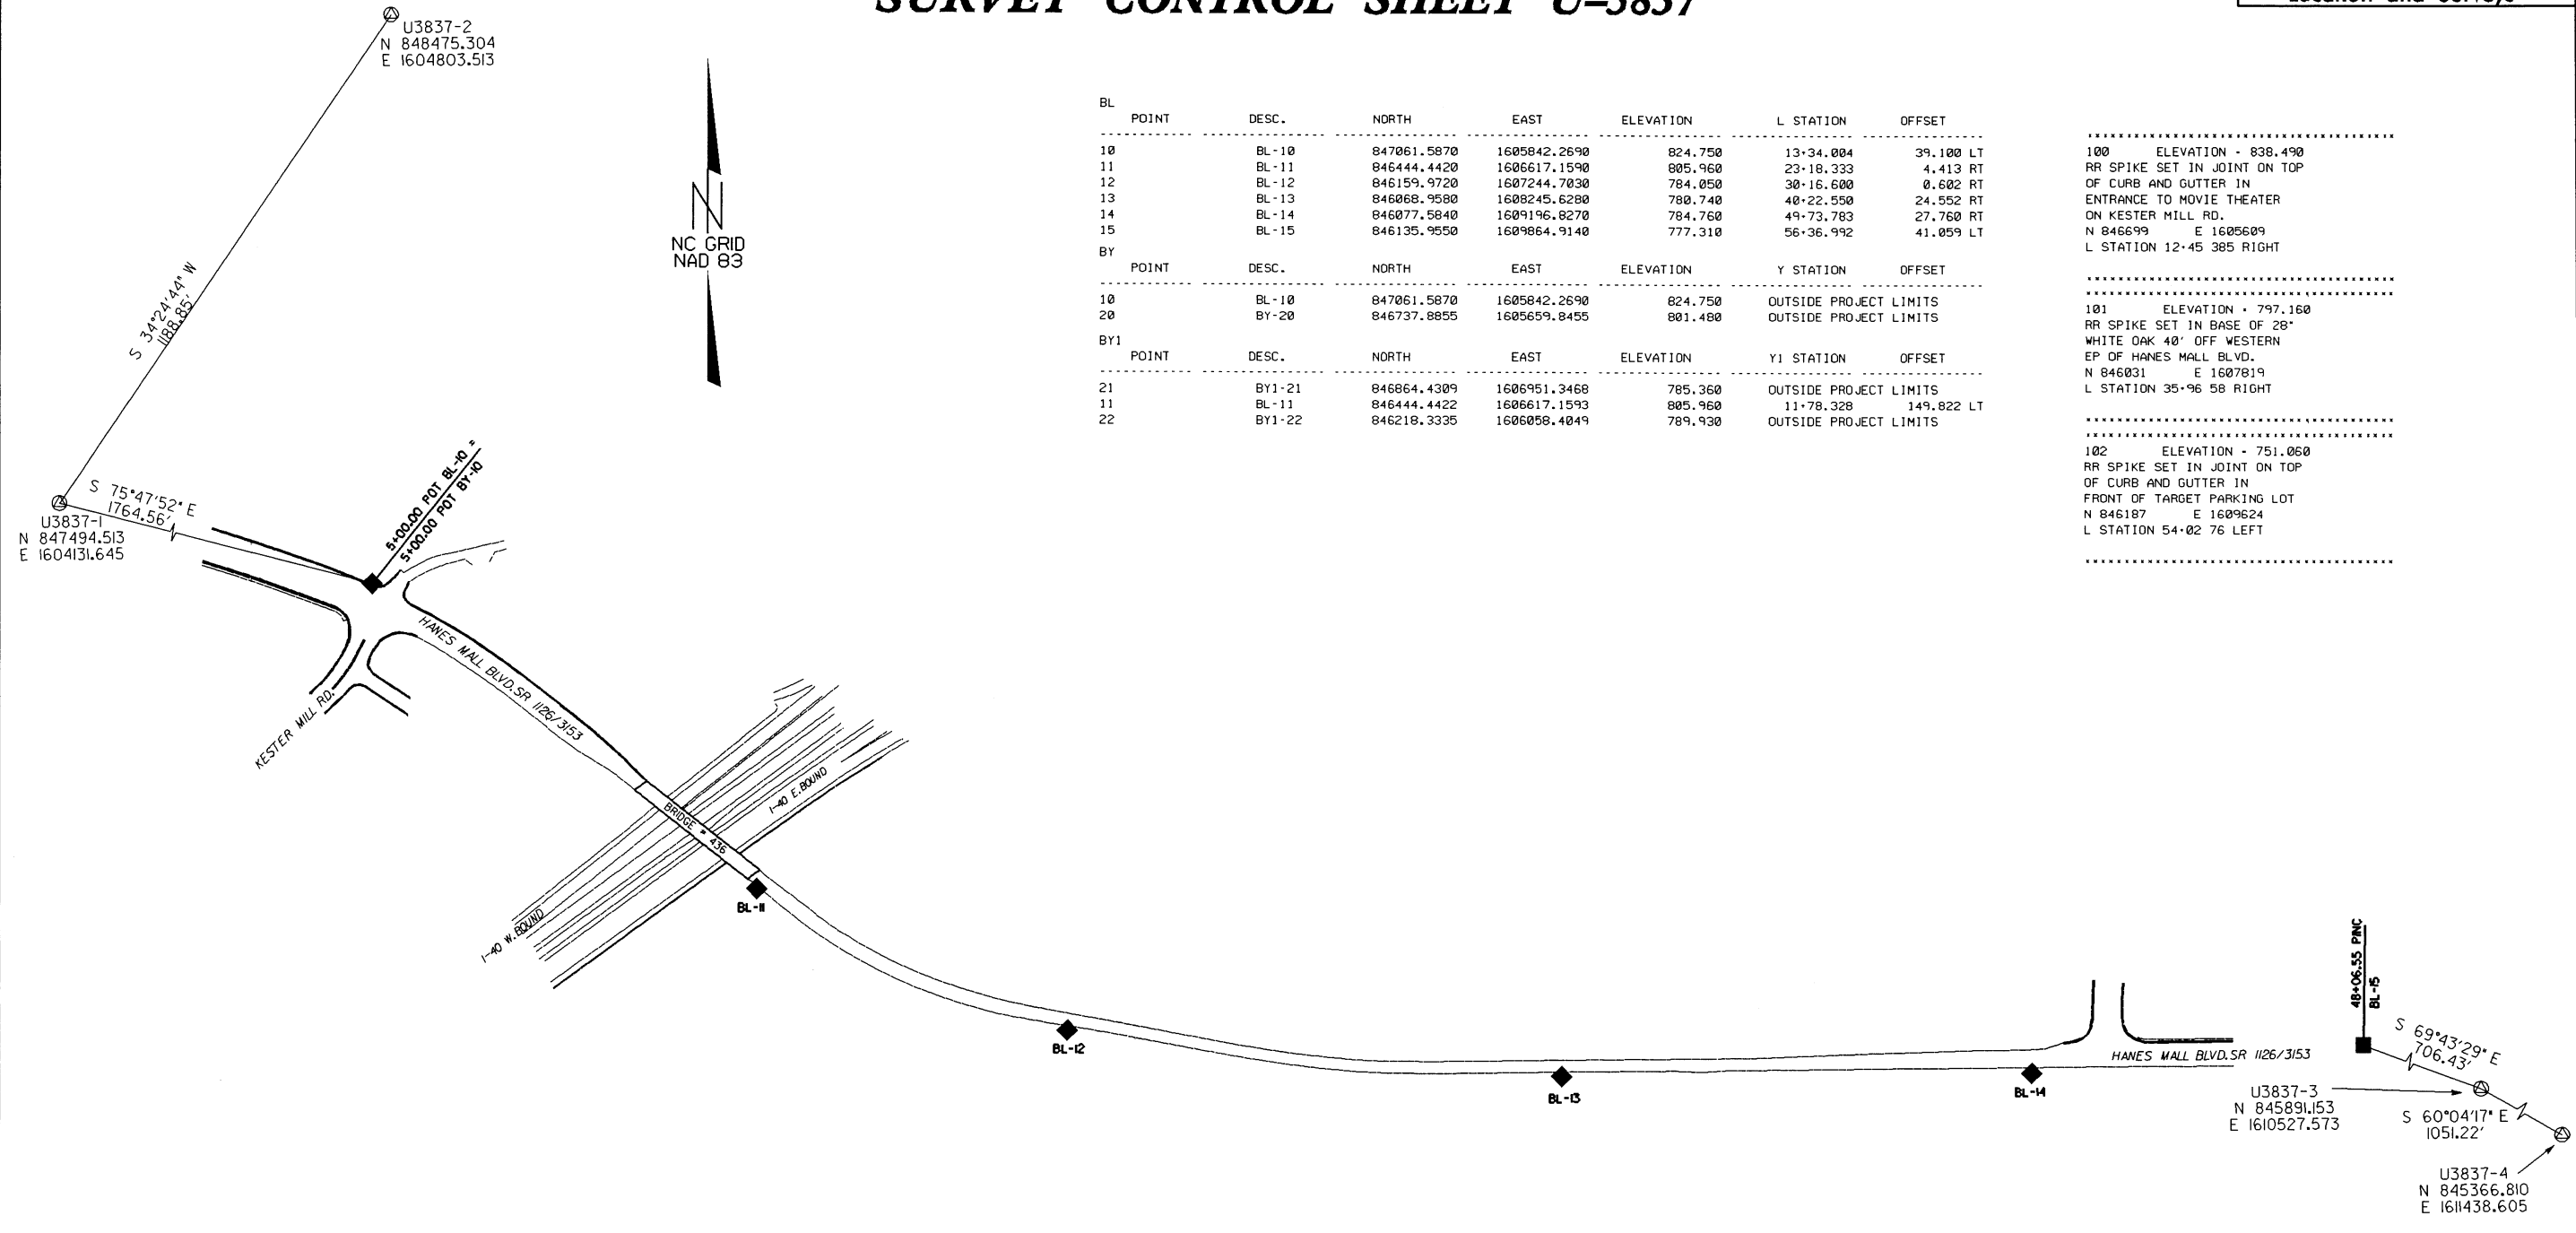 SURVEY CONTROL SHEET U-3837
Location and Surveys
U3837-2
N 848475.304
E 1604803.513
S 34°24'44" W
1188.85'
NC GRID
NAD 83
BL
POINT DESC. NORTH EAST ELEVATION L STATION OFFSET
10 BL-10 847061.5870 1605842.2690 824.750 13+34.004 39.100 LT
11 BL-11 846444.4420 1606617.1590 805.960 23+18.333 4.413 RT
12 BL-12 846159.9720 1607244.7030 784.050 30+16.600 0.602 RT
13 BL-13 846068.9580 1608245.6280 780.740 40+22.550 24.552 RT
14 BL-14 846077.5840 1609196.8270 784.760 49+73.783 27.760 RT
15 BL-15 846135.9550 1609864.9140 777.310 56+36.992 41.059 LT
BY
POINT DESC. NORTH EAST ELEVATION Y STATION OFFSET
10 BL-10 847061.5870 1605842.2690 824.750 OUTSIDE PROJECT LIMITS
20 BY-20 846737.8855 1605659.8455 801.480 OUTSIDE PROJECT LIMITS
BY1
POINT DESC. NORTH EAST ELEVATION Y1 STATION OFFSET
21 BY1-21 846864.4309 1606951.3468 785.360 OUTSIDE PROJECT LIMITS
11 BL-11 846444.4422 1606617.1593 805.960 11+78.328 149.822 LT
22 BY1-22 846218.3335 1606058.4049 789.930 OUTSIDE PROJECT LIMITS
100 ELEVATION - 838.490
RR SPIKE SET IN JOINT ON TOP
OF CURB AND GUTTER IN
ENTRANCE TO MOVIE THEATER
ON KESTER MILL RD.
N 846699 E 1605609
L STATION 12+45 385 RIGHT
101 ELEVATION - 797.160
RR SPIKE SET IN BASE OF 28"
WHITE OAK 40' OFF WESTERN
EP OF HANES MALL BLVD.
N 846031 E 1607819
L STATION 35+96 58 RIGHT
102 ELEVATION - 751.060
RR SPIKE SET IN JOINT ON TOP
OF CURB AND GUTTER IN
FRONT OF TARGET PARKING LOT
N 846187 E 1609624
L STATION 54+02 76 LEFT
S 75°47'52" E
1764.56'
U3837-1
N 847494.513
E 1604131.645
5+00.00 POT BL-10 =
5+00.00 POT BY-10
HANES MALL BLVD. SR 1126/3153
KESTER MILL RD.
BRIDGE # 436
I-40 E. BOUND
I-40 W. BOUND
BL-11
BL-12
BL-13
BL-14
HANES MALL BLVD. SR 1126/3153
48+06.55 PINC
BL-15
S 69°43'29" E
706.43'
U3837-3
N 845891.153
E 1610527.573
S 60°04'17" E
1051.22'
U3837-4
N 845366.810
E 1611438.605